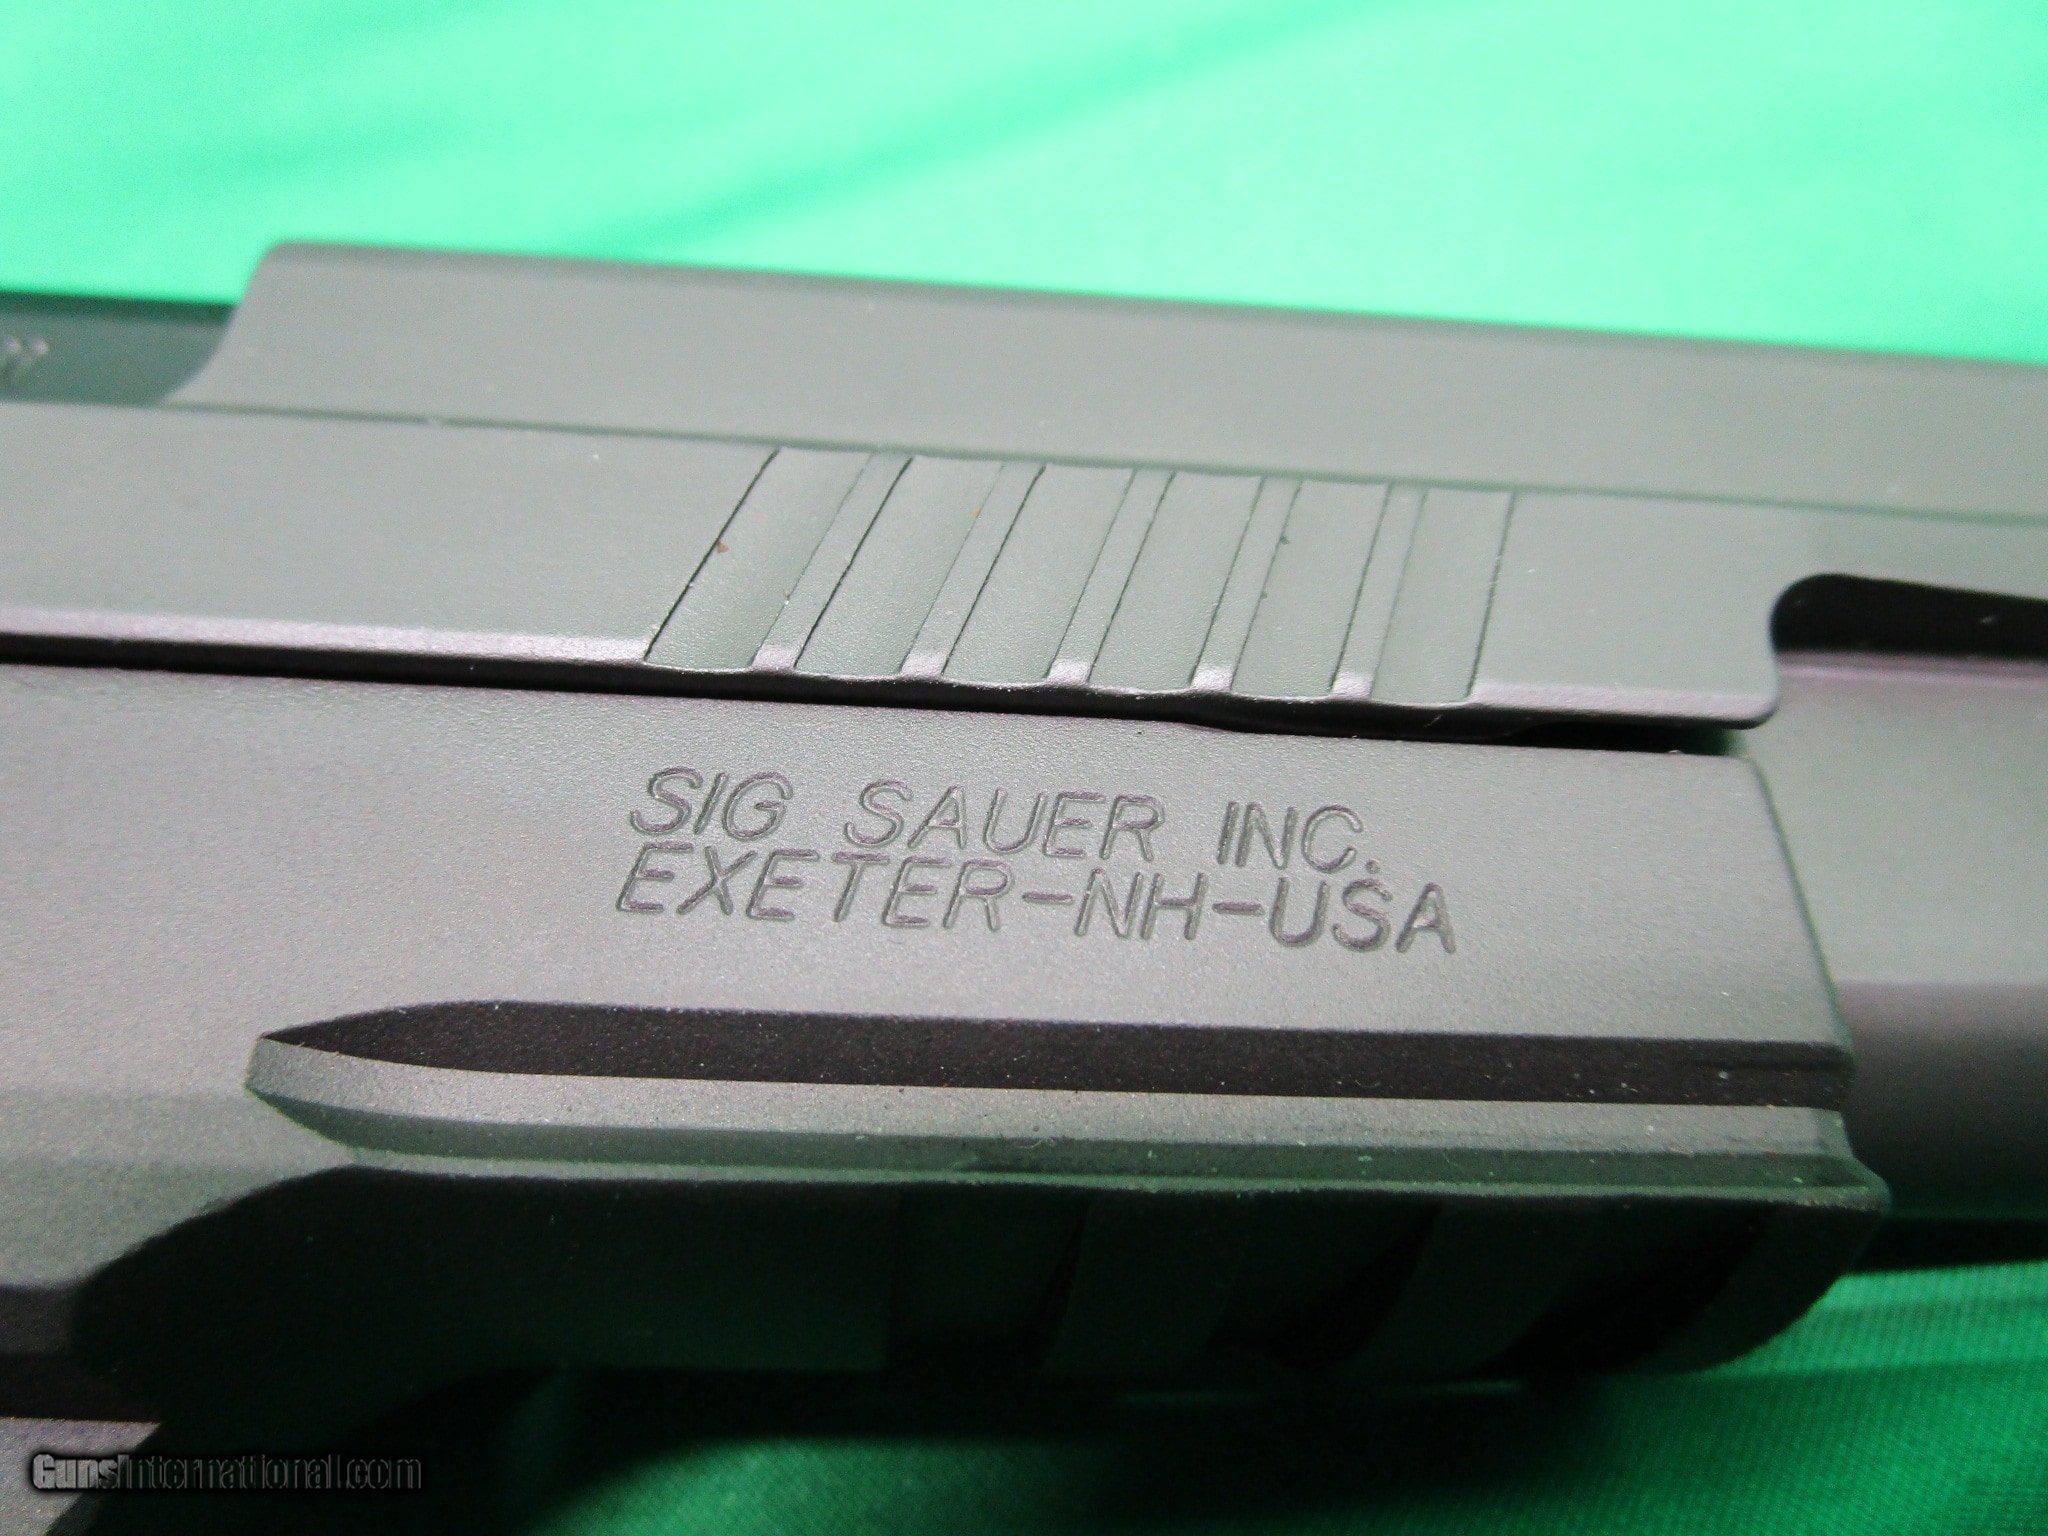 SIG SAUER INC.
EXETER-NH-USA
GunsInternational.com